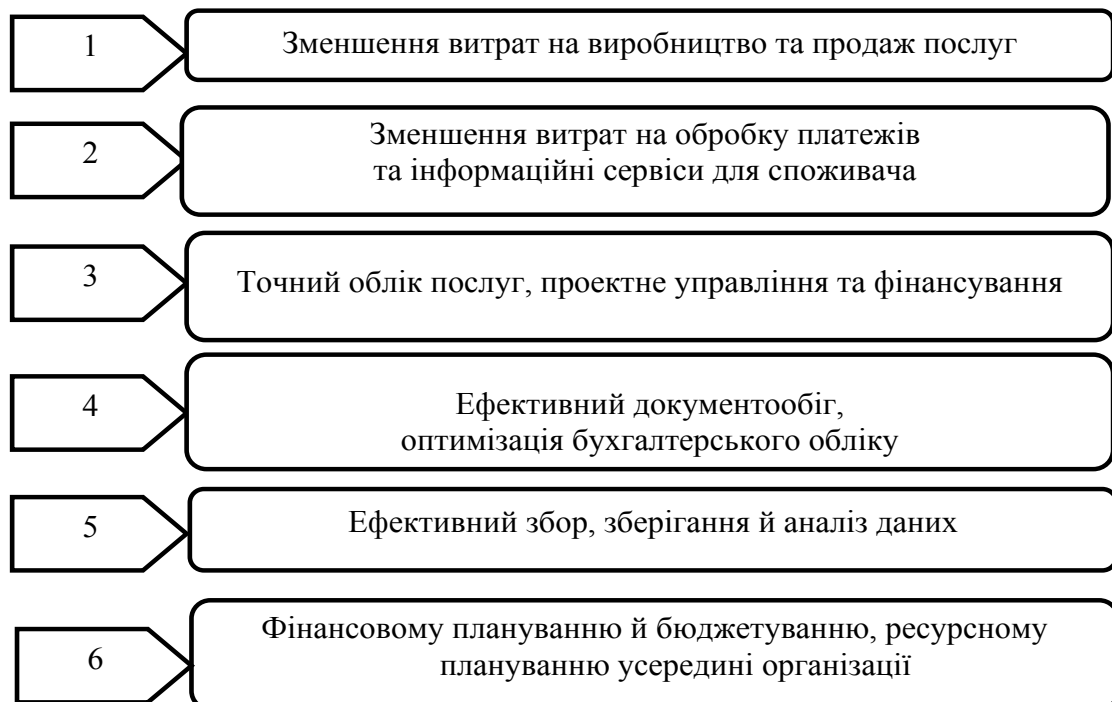 1
Зменшення витрат на виробництво та продаж послуг
2
Зменшення витрат на обробку платежів
та інформаційні сервіси для споживача
3
Точний облік послуг, проектне управління та фінансування
4
Ефективний документообіг,
оптимізація бухгалтерського обліку
5
Ефективний збор, зберігання й аналіз даних
6
Фінансовому плануванню й бюджетуванню, ресурсному
плануванню усередині організації